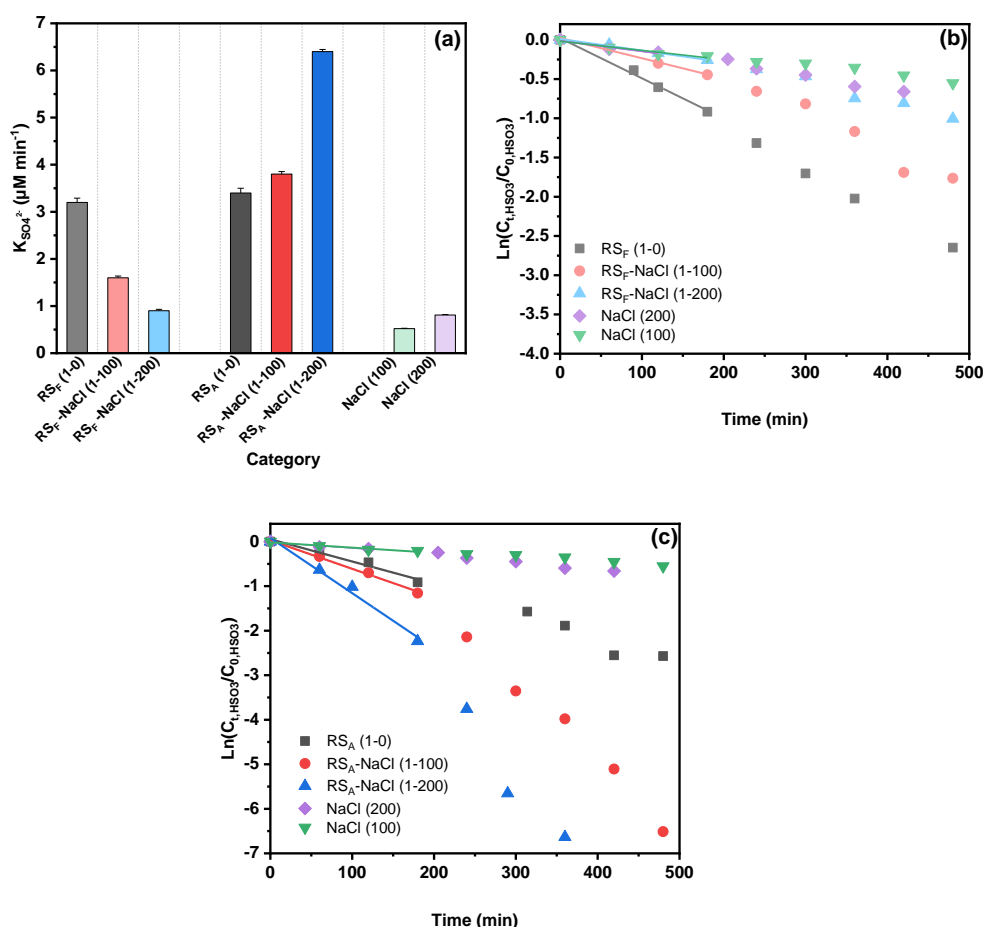 (a)
7
6
5
4
3
2
1
0
K_SO4²⁻ (µM min⁻¹)
RS_F (1-0)
RS_F-NaCl (1-100)
RS_F-NaCl (1-200)
RS_A (1-0)
RS_A -NaCl (1-100)
RS_A -NaCl (1-200)
NaCl (100)
NaCl (200)
Category
(b)
0.0
-0.5
-1.0
-1.5
-2.0
-2.5
-3.0
-3.5
-4.0
Ln(C_t,HSO3/C_0,HSO3)
RS_F (1-0)
RS_F-NaCl (1-100)
RS_F-NaCl (1-200)
NaCl (200)
NaCl (100)
0 100 200 300 400 500
Time (min)
(c)
0
-1
-2
-3
-4
-5
-6
-7
Ln(C_t,HSO3/C_0,HSO3)
RS_A (1-0)
RS_A-NaCl (1-100)
RS_A-NaCl (1-200)
NaCl (200)
NaCl (100)
0 100 200 300 400 500
Time (min)